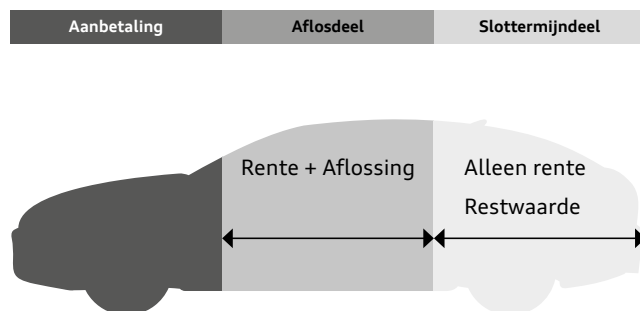 Aanbetaling Aflosdeel Slottermijndeel
Rente + Aflossing Alleen rente
Restwaarde